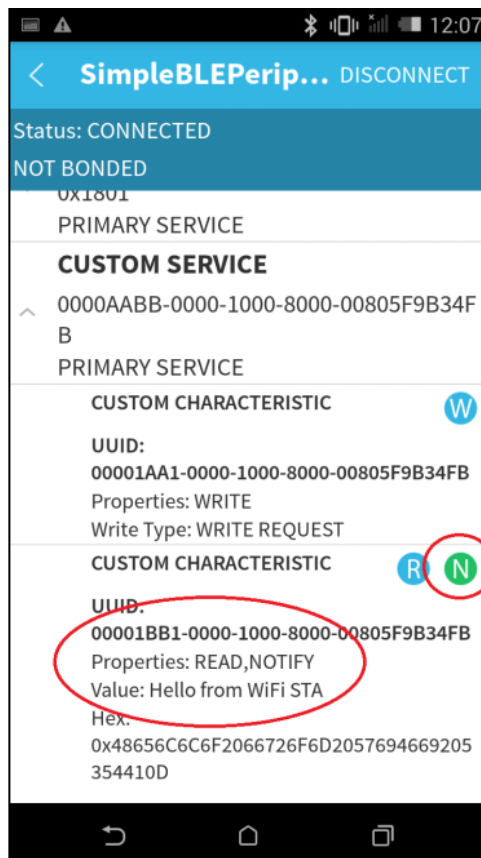 12:07
SimpleBLEPerip... DISCONNECT
Status: CONNECTED
NOT BONDED
0x1801
PRIMARY SERVICE
CUSTOM SERVICE
0000AABB-0000-1000-8000-00805F9B34F
B
PRIMARY SERVICE
CUSTOM CHARACTERISTIC W
UUID:
00001AA1-0000-1000-8000-00805F9B34FB
Properties: WRITE
Write Type: WRITE REQUEST
CUSTOM CHARACTERISTIC R N
UUID:
00001BB1-0000-1000-8000-00805F9B34FB
Properties: READ,NOTIFY
Value: Hello from WiFi STA
Hex:
0x48656C6C6F2066726F6D2057694669205
354410D